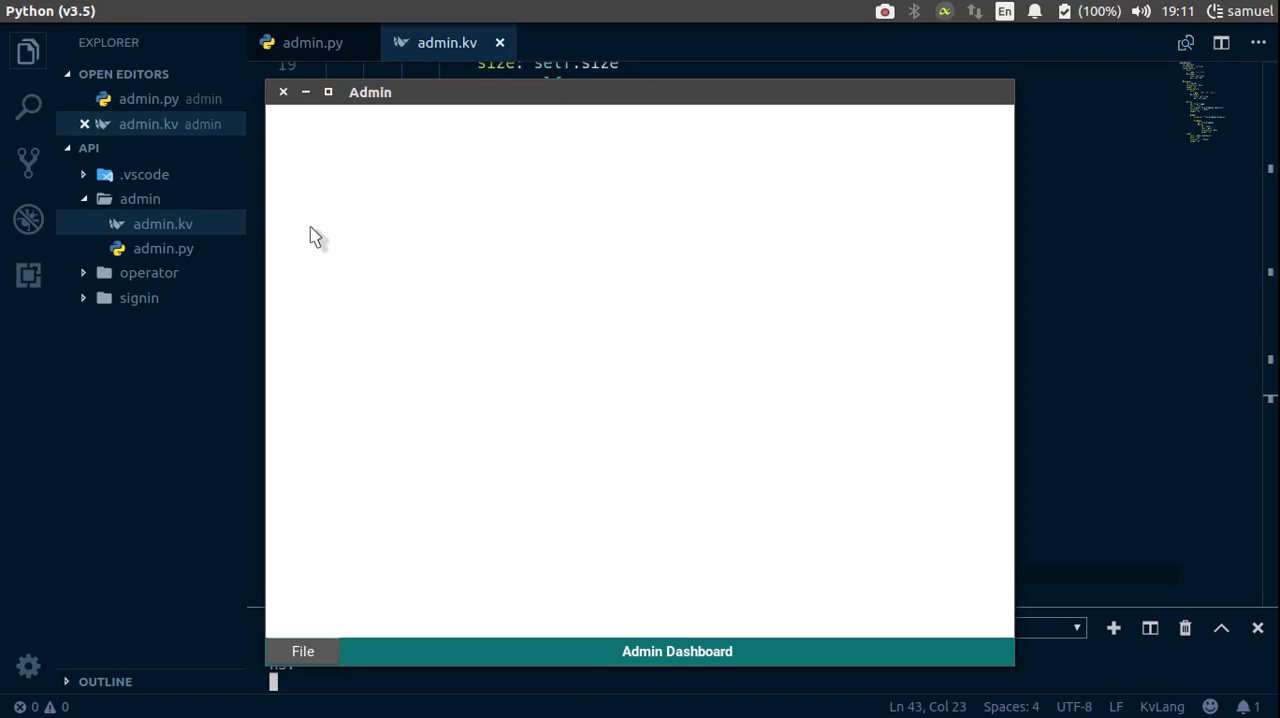 Python (v3.5)
En
(100%)
19:11
samuel
EXPLORER
admin.py
admin.kv
OPEN EDITORS
19
size: self.size
admin.py admin
Admin
admin.kv admin
API
.vscode
admin
admin.kv
admin.py
operator
signin
File
Admin Dashboard
OUTLINE
0
0
Ln 43, Col 23
Spaces: 4
UTF-8
LF
KvLang
1